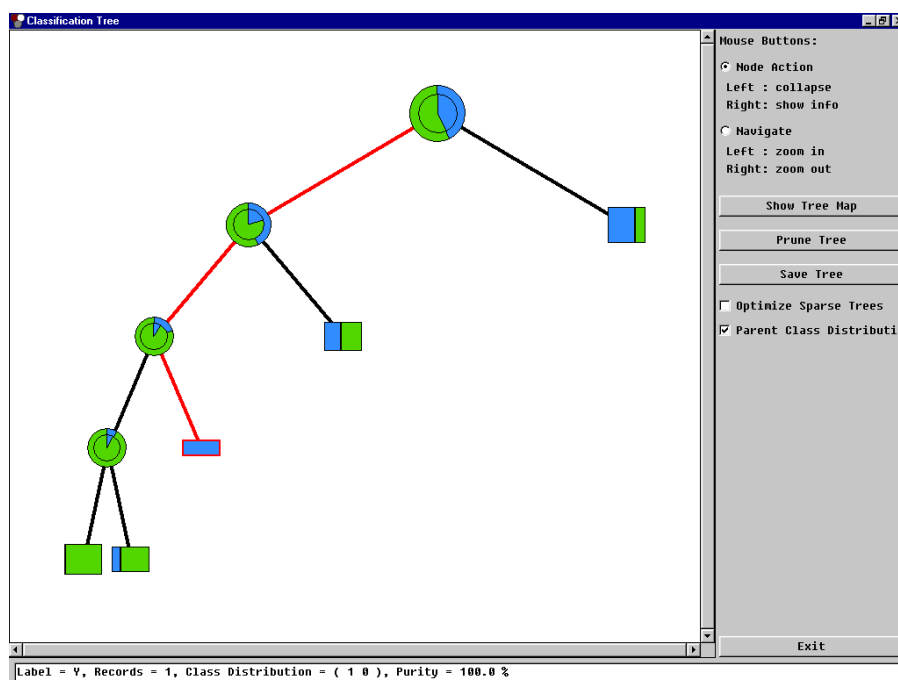 Classification Tree
Mouse Buttons:
Node Action
Left : collapse
Right: show info
Navigate
Left : zoom in
Right: zoom out
Show Tree Map
Prune Tree
Save Tree
Optimize Sparse Trees
Parent Class Distributi
Exit
Label = Y, Records = 1, Class Distribution = ( 1 0 ), Purity = 100.0 %